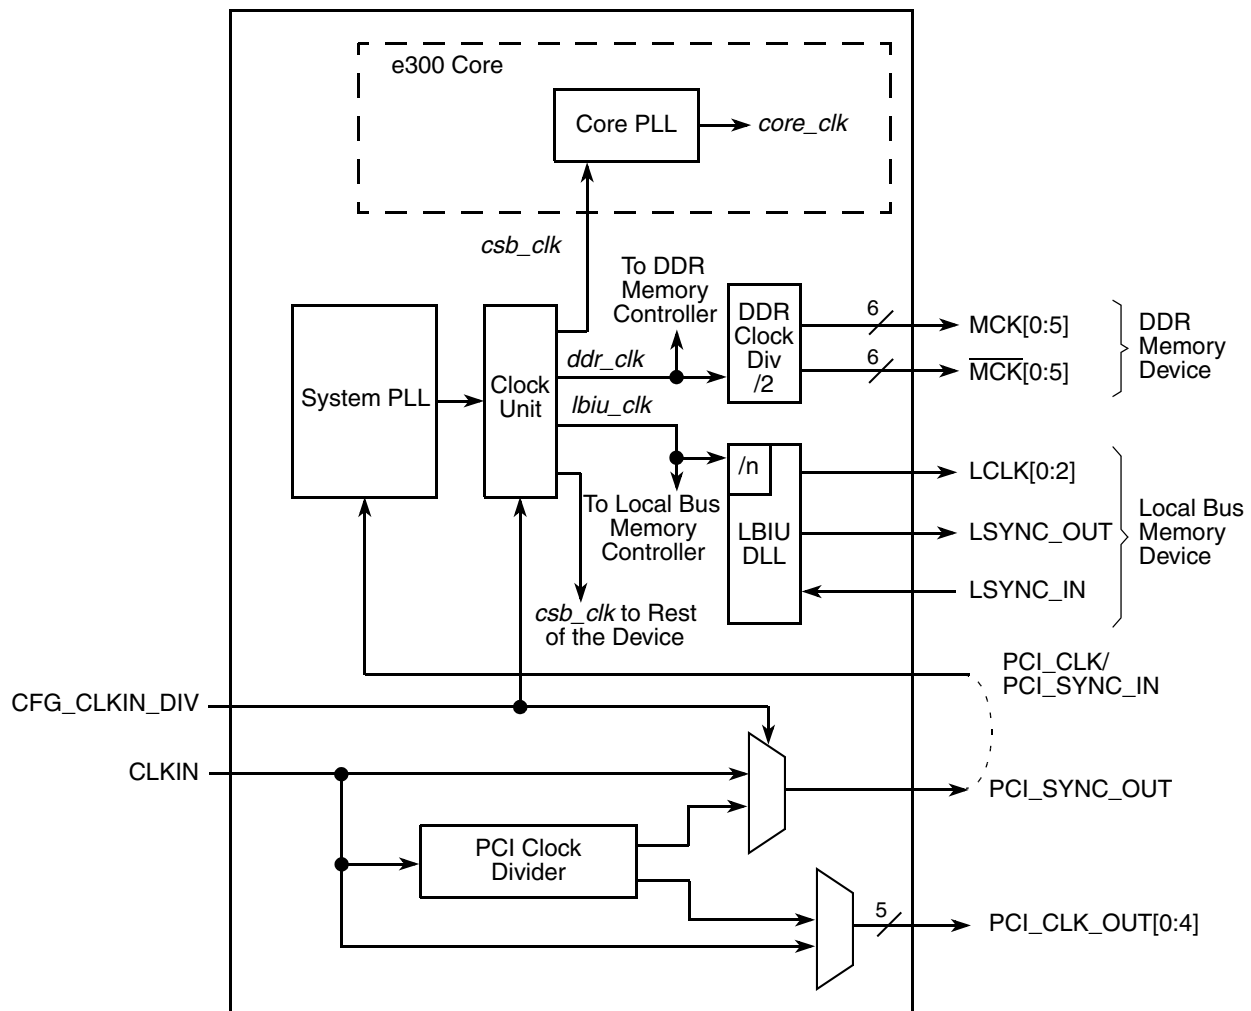 e300 Core
Core PLL
core_clk
csb_clk
To DDR
Memory
Controller
DDR
Clock
Div
/2
6
MCK[0:5]
6
M̅C̅K̅[0:5]
DDR
Memory
Device
System PLL
Clock
Unit
ddr_clk
lbiu_clk
/n
LBIU
DLL
To Local Bus
Memory
Controller
LCLK[0:2]
LSYNC_OUT
LSYNC_IN
Local Bus
Memory
Device
csb_clk to Rest
of the Device
PCI_CLK/
PCI_SYNC_IN
CFG_CLKIN_DIV
CLKIN
PCI_SYNC_OUT
PCI Clock
Divider
5
PCI_CLK_OUT[0:4]